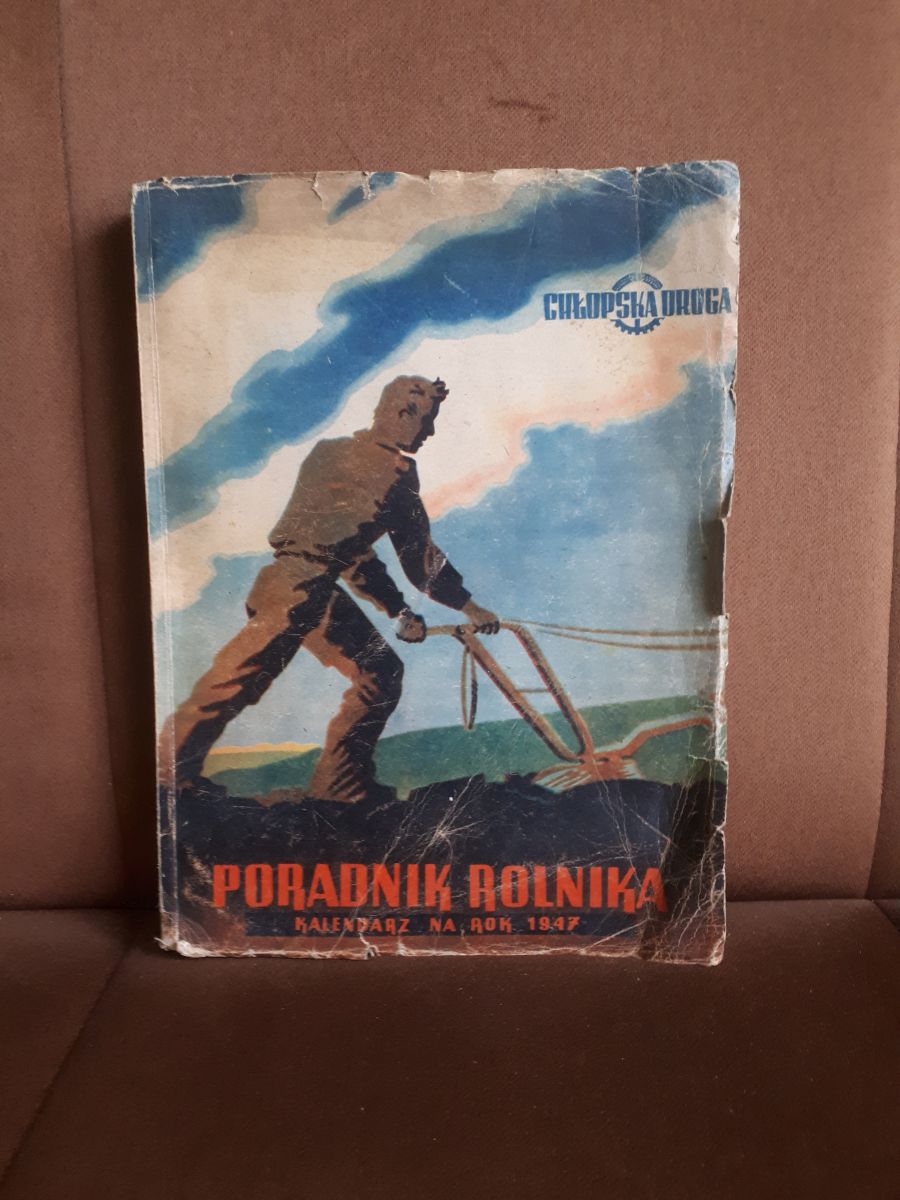 CHŁOPSKA DROGA
PORADNIK ROLNIKA
KALENDARZ NA ROK 1947